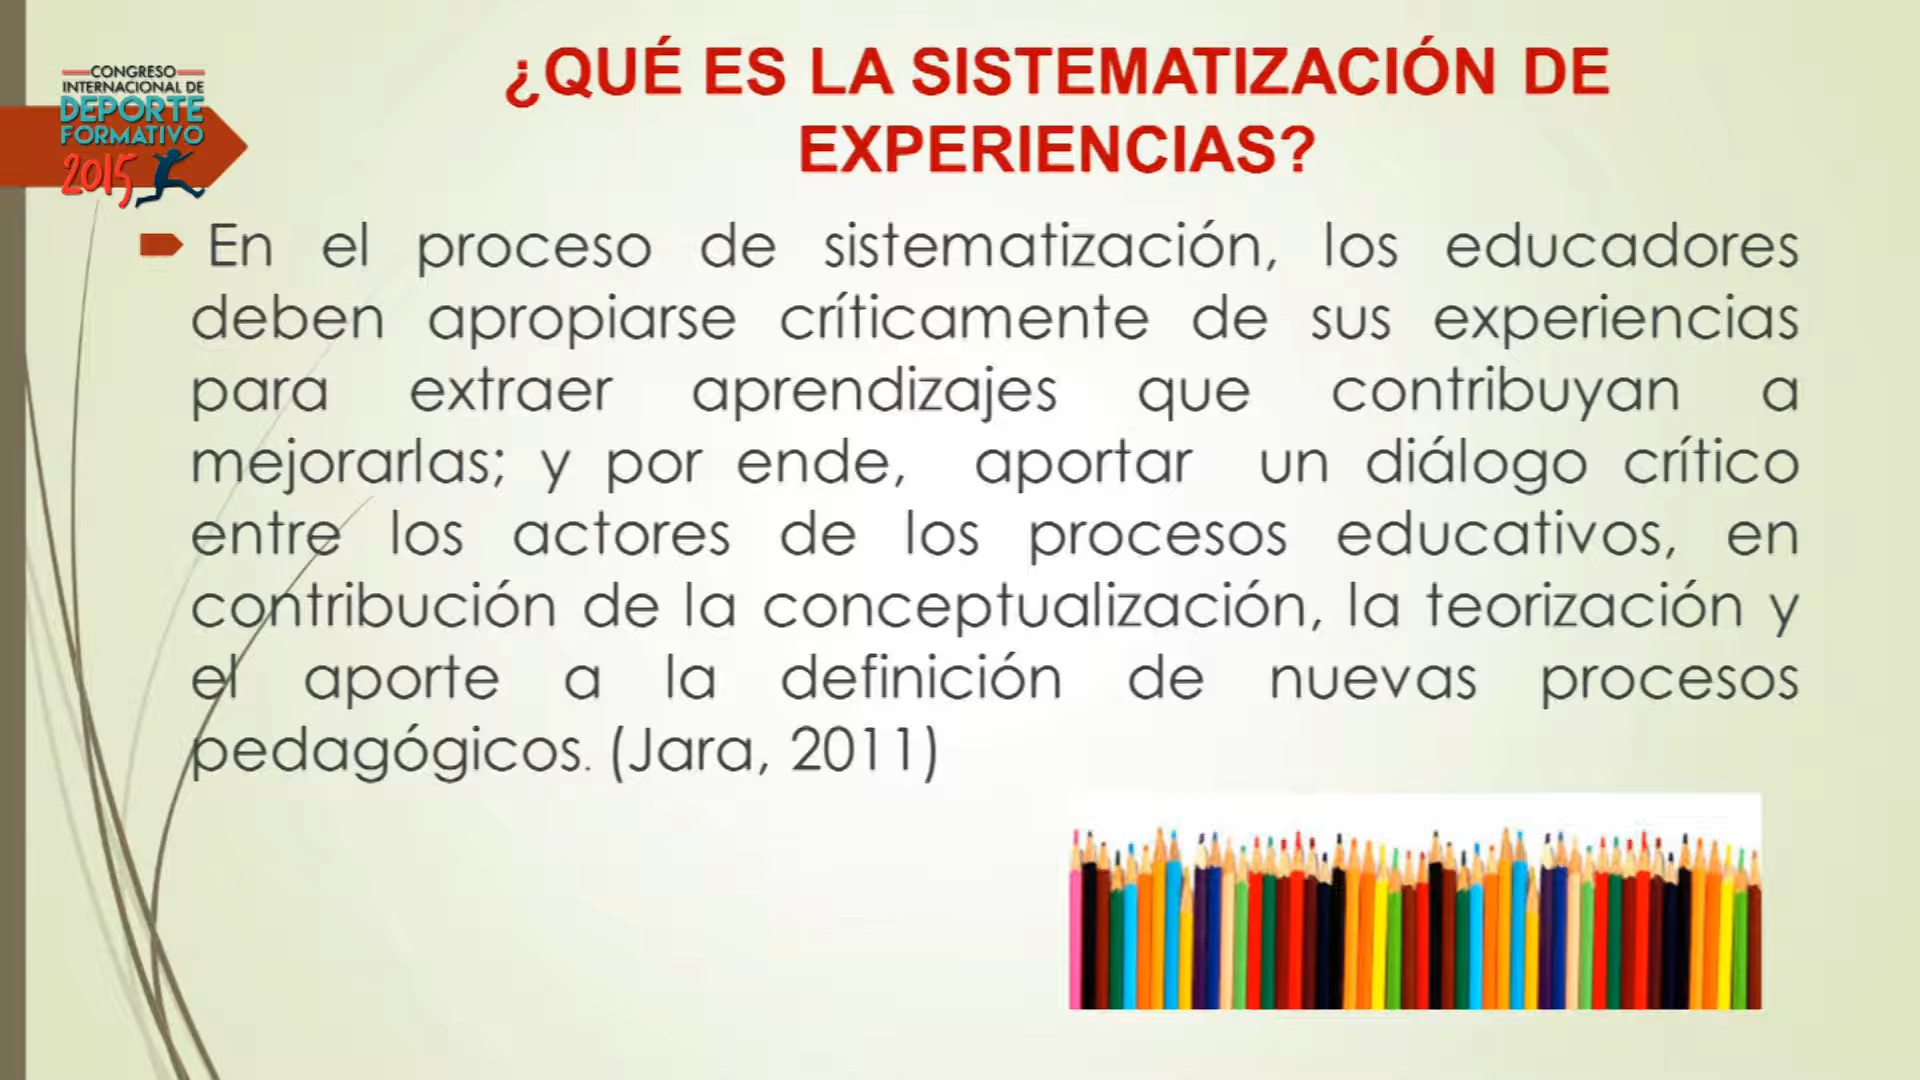 CONGRESO
INTERNACIONAL DE
DEPORTE
FORMATIVO
2015
¿QUÉ ES LA SISTEMATIZACIÓN DE
EXPERIENCIAS?
En el proceso de sistematización, los educadores
deben apropiarse críticamente de sus experiencias
para extraer aprendizajes que contribuyan a
mejorarlas; y por ende, aportar un diálogo crítico
entre los actores de los procesos educativos, en
contribución de la conceptualización, la teorización y
el aporte a la definición de nuevas procesos
pedagógicos. (Jara, 2011)